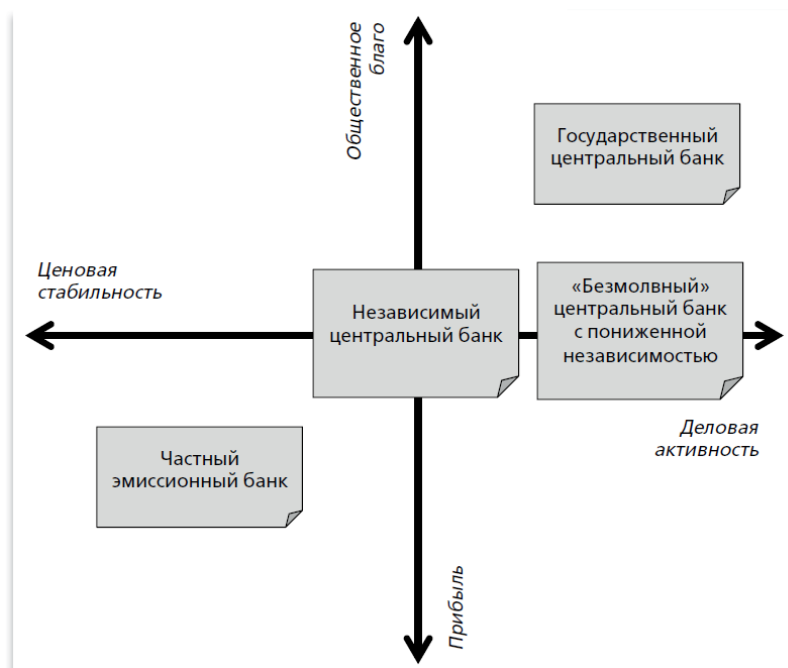 Общественное
благо
Государственный
центральный банк
Ценовая
стабильность
Независимый
центральный банк
«Безмолвный»
центральный банк
с пониженной
независимостью
Деловая
активность
Частный
эмиссионный банк
Прибыль